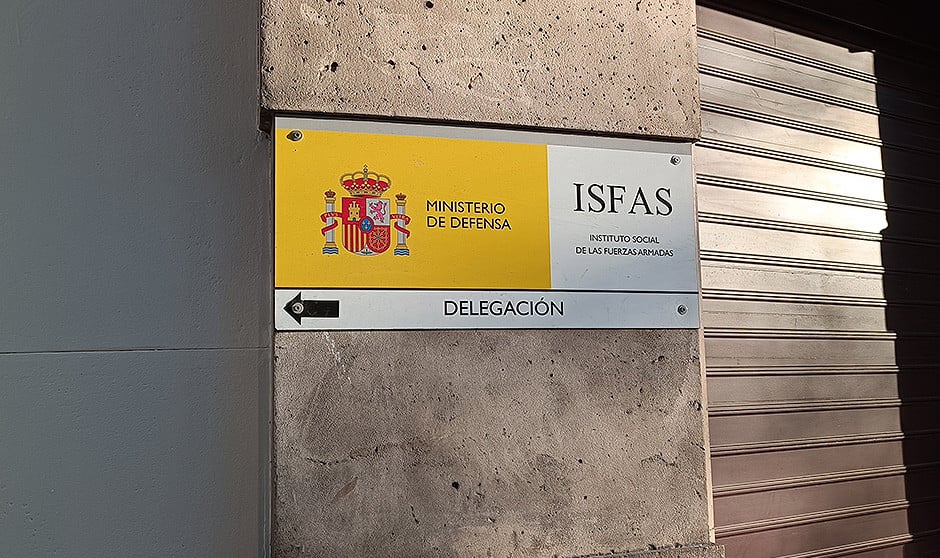 MINISTERIO
DE DEFENSA
ISFAS
INSTITUTO SOCIAL
DE LAS FUERZAS ARMADAS
DELEGACIÓN